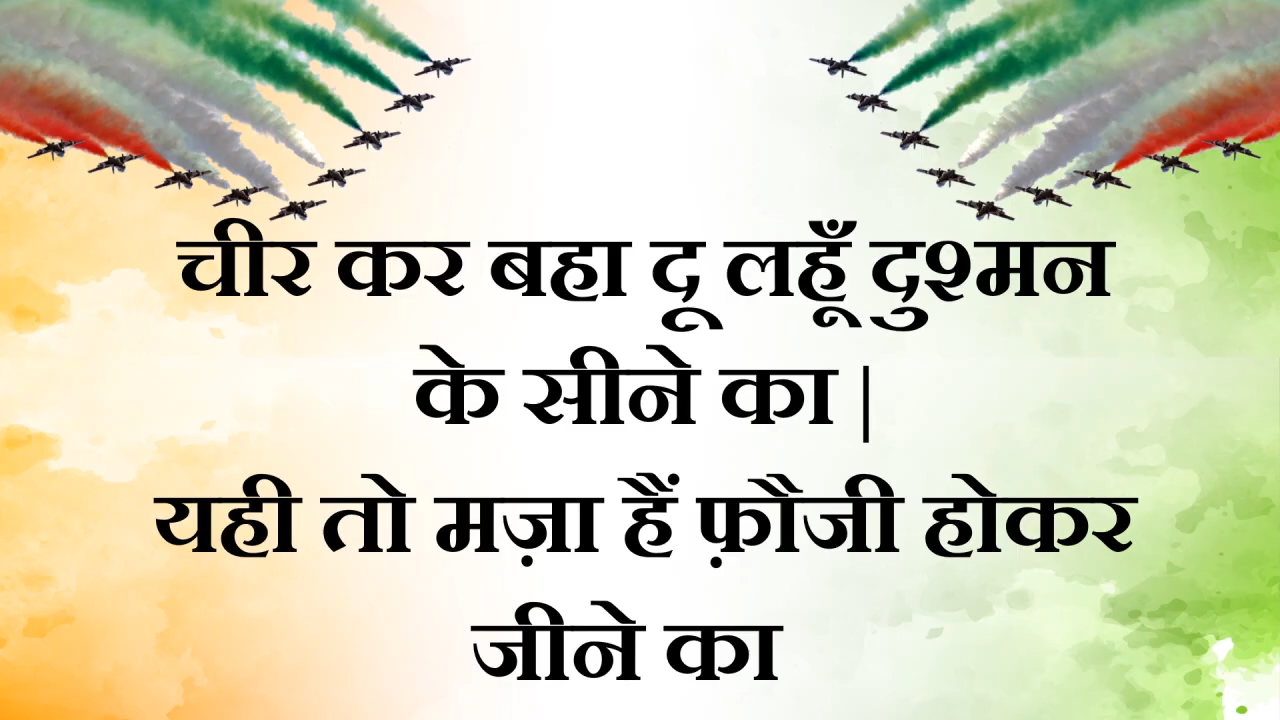 चीर कर बहा दू लहूँ दुश्मन
के सीने का |
यही तो मज़ा हैं फ़ौजी होकर
जीने का